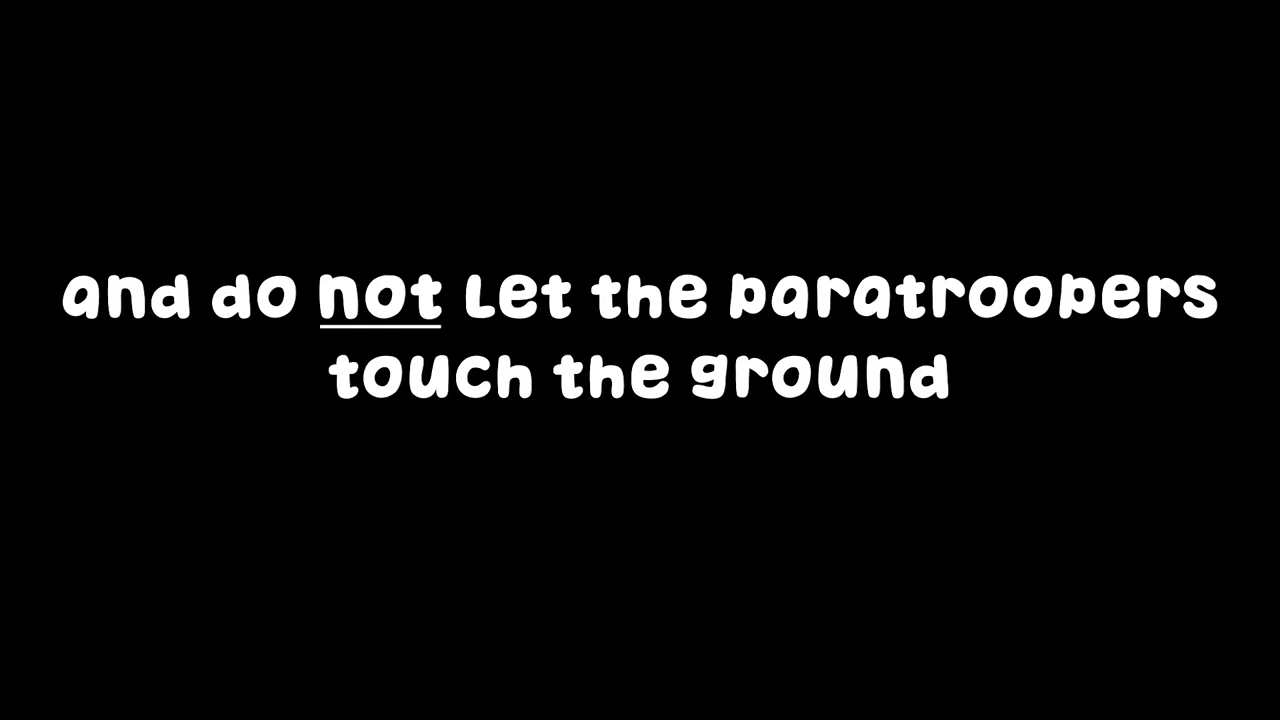 and do not let the paratroopers
touch the ground